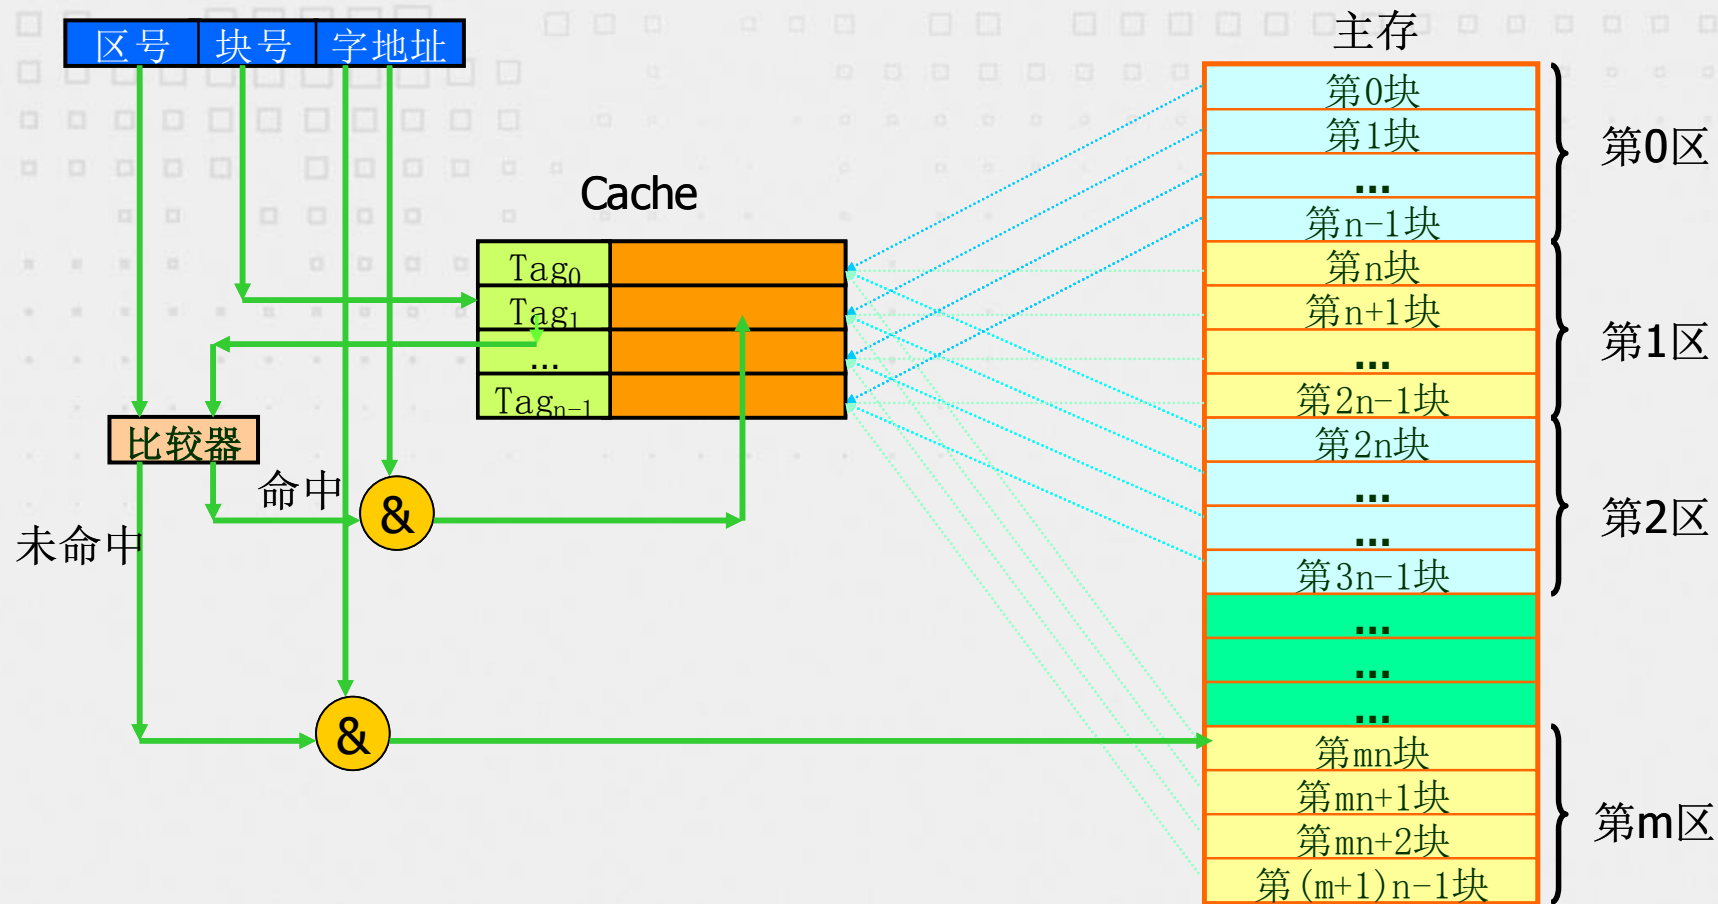 区号 块号 字地址
主存
Cache
Tag0
Tag1
...
Tagn-1
比较器
命中
未命中
&
&
第0块
第1块
...
第n-1块
第n块
第n+1块
...
第2n-1块
第2n块
...
...
第3n-1块
...
...
...
第mn块
第mn+1块
第mn+2块
第(m+1)n-1块
第0区
第1区
第2区
第m区